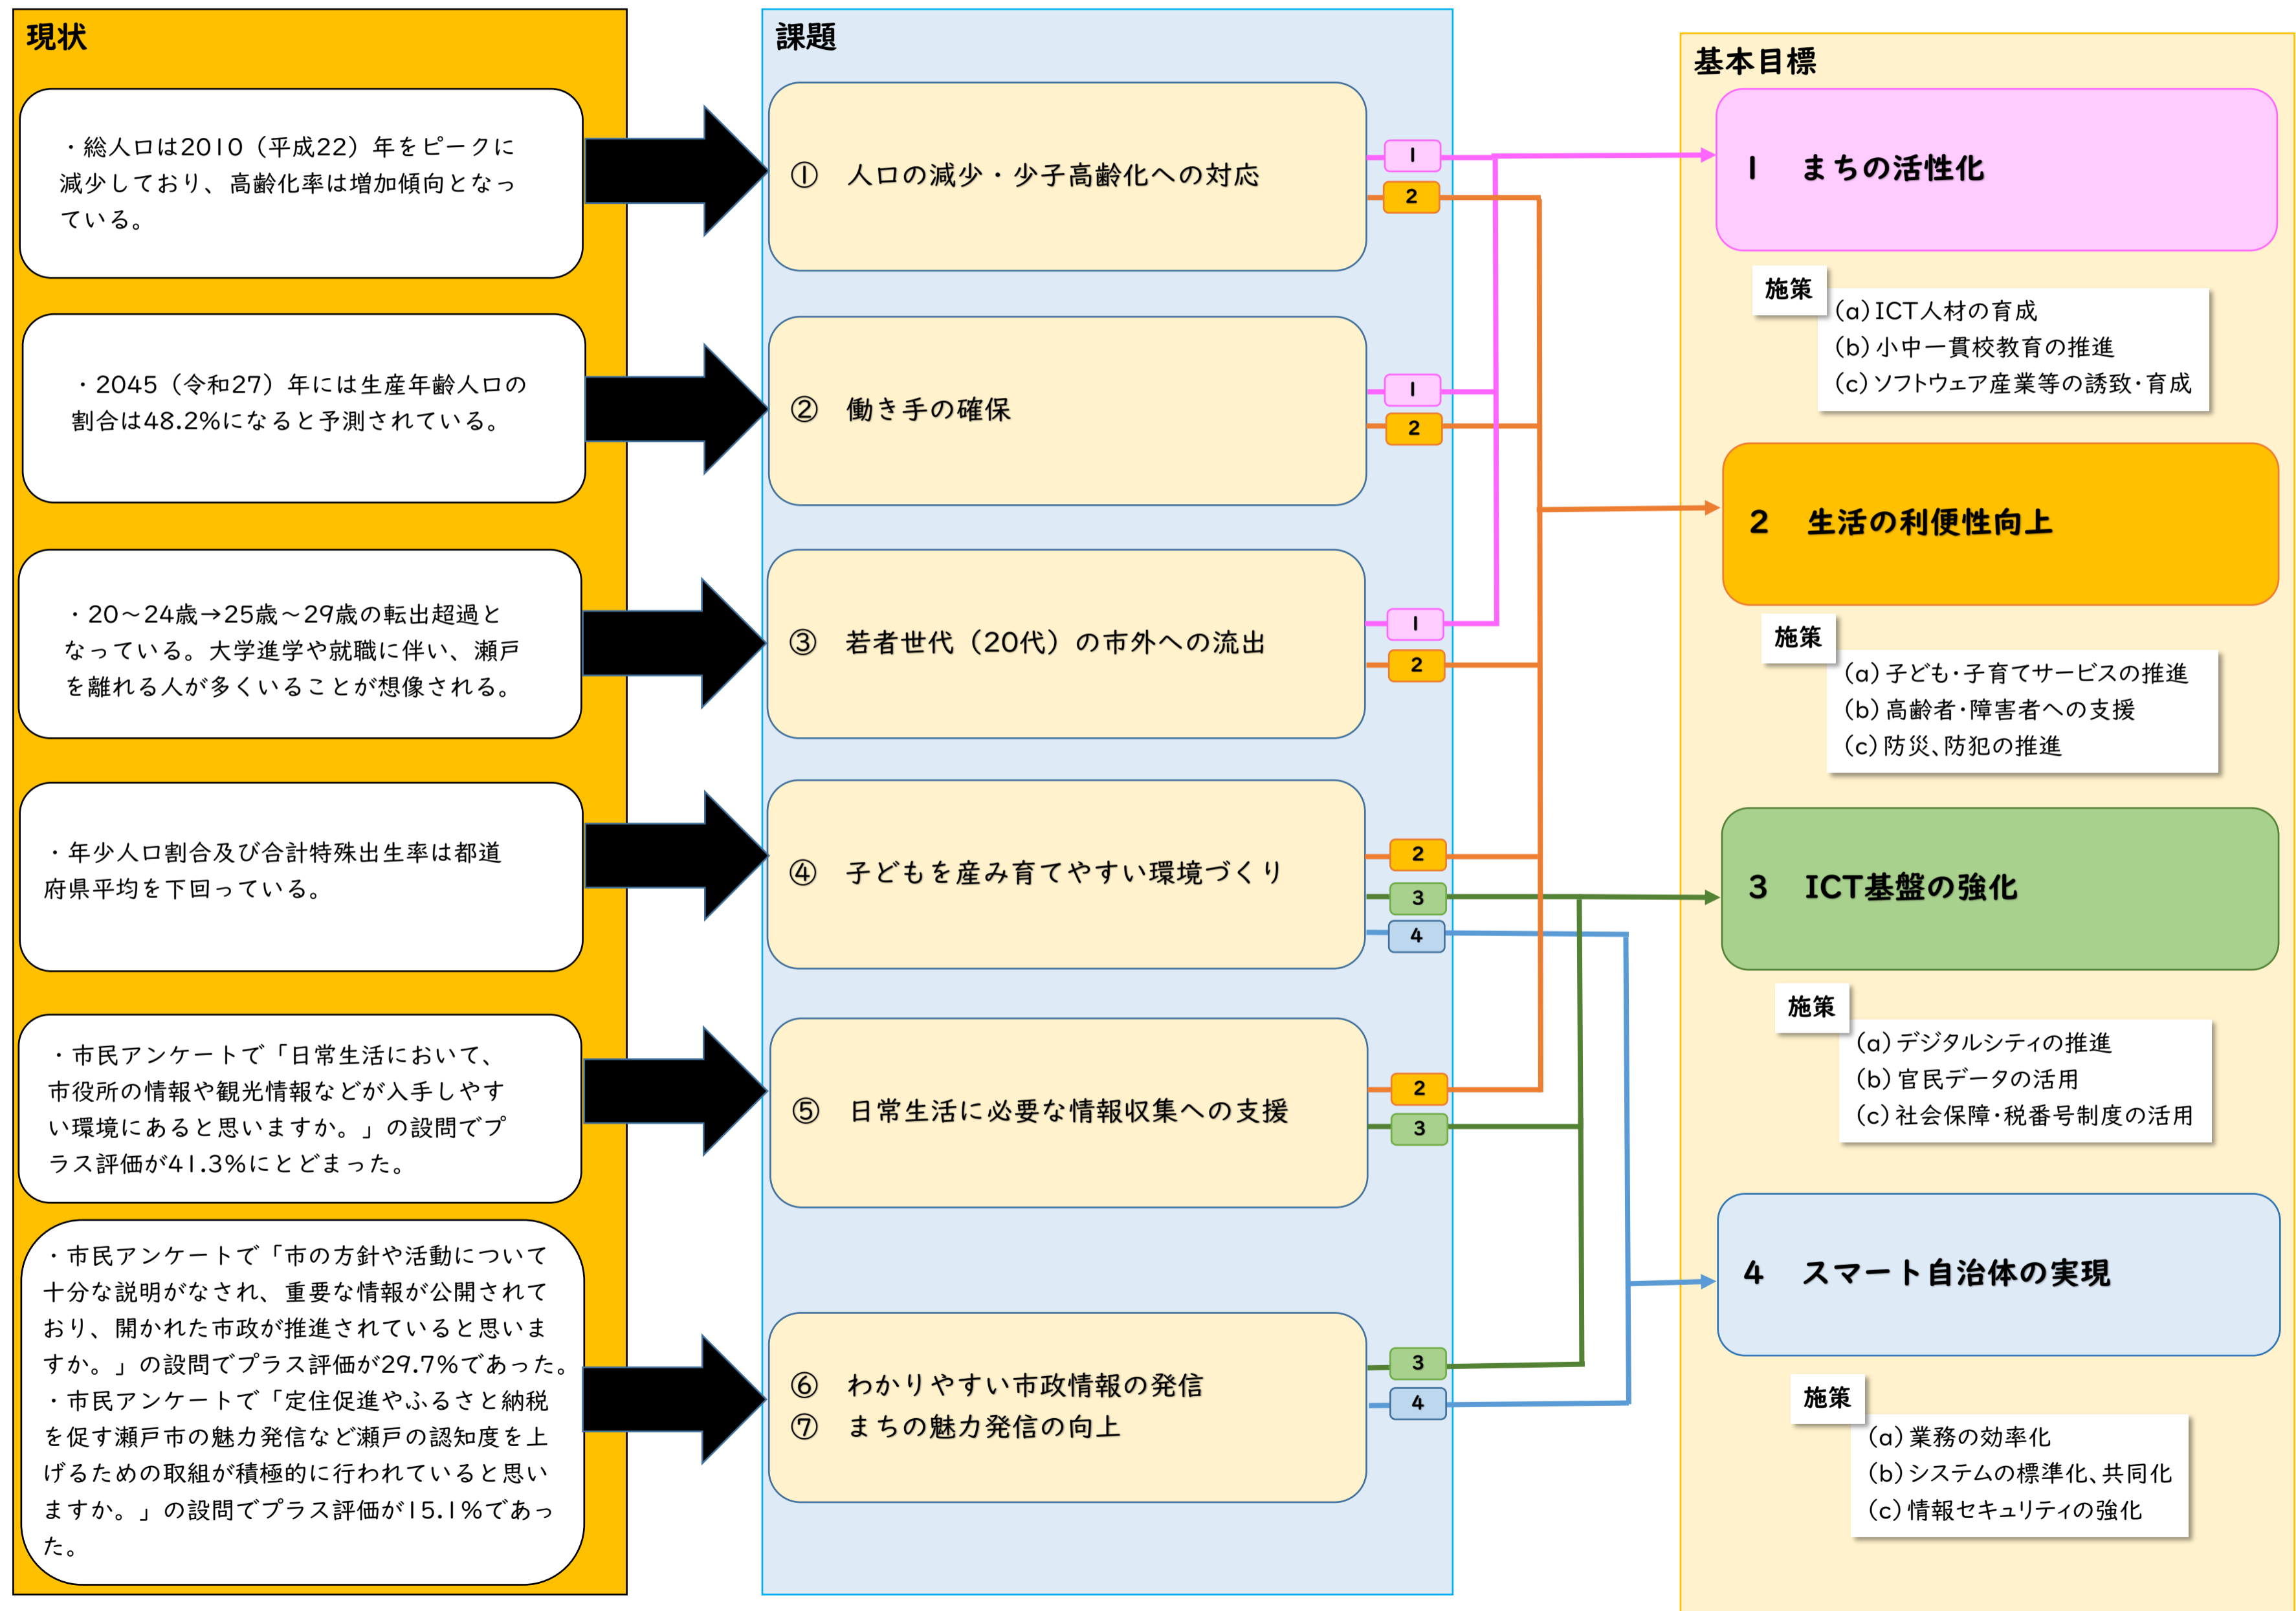 現状
・総人口は2010（平成22）年をピークに
減少しており、高齢化率は増加傾向となっ
ている。
・2045（令和27）年には生産年齢人口の
割合は48.2%になると予測されている。
・20～24歳→25歳～29歳の転出超過と
なっている。大学進学や就職に伴い、瀬戸
を離れる人が多くいることが想像される。
・年少人口割合及び合計特殊出生率は都道
府県平均を下回っている。
・市民アンケートで「日常生活において、
市役所の情報や観光情報などが入手しやす
い環境にあると思いますか。」の設問でプ
ラス評価が41.3%にとどまった。
・市民アンケートで「市の方針や活動について
十分な説明がなされ、重要な情報が公開されて
おり、開かれた市政が推進されていると思いま
すか。」の設問でプラス評価が29.7%であった。
・市民アンケートで「定住促進やふるさと納税
を促す瀬戸市の魅力発信など瀬戸の認知度を上
げるための取組が積極的に行われていると思い
ますか。」の設問でプラス評価が15.1%であっ
た。
課題
① 人口の減少・少子高齢化への対応
1
2
② 働き手の確保
1
2
③ 若者世代（20代）の市外への流出
1
2
④ 子どもを産み育てやすい環境づくり
2
3
4
⑤ 日常生活に必要な情報収集への支援
2
3
⑥ わかりやすい市政情報の発信
⑦ まちの魅力発信の向上
3
4
基本目標
1 まちの活性化
施策
(a)ICT人材の育成
(b)小中一貫校教育の推進
(c)ソフトウェア産業等の誘致・育成
2 生活の利便性向上
施策
(a)子ども・子育てサービスの推進
(b)高齢者・障害者への支援
(c)防災、防犯の推進
3 ICT基盤の強化
施策
(a)デジタルシティの推進
(b)官民データの活用
(c)社会保障・税番号制度の活用
4 スマート自治体の実現
施策
(a)業務の効率化
(b)システムの標準化、共同化
(c)情報セキュリティの強化